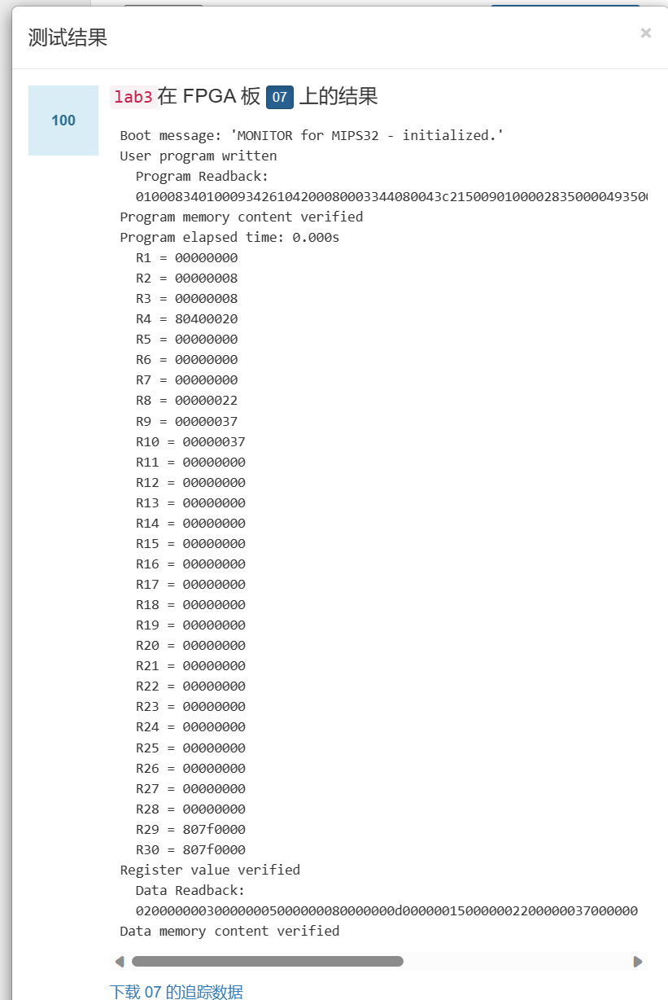 测试结果
×
100
lab3在 FPGA 板 07 上的结果
Boot message: 'MONITOR for MIPS32 - initialized.'
User program written
Program Readback:
010008340100093426104200080003344080043c215009010000283500004935
Program memory content verified
Program elapsed time: 0.000s
R1 = 00000000
R2 = 00000008
R3 = 00000008
R4 = 80400020
R5 = 00000000
R6 = 00000000
R7 = 00000000
R8 = 00000022
R9 = 00000037
R10 = 00000037
R11 = 00000000
R12 = 00000000
R13 = 00000000
R14 = 00000000
R15 = 00000000
R16 = 00000000
R17 = 00000000
R18 = 00000000
R19 = 00000000
R20 = 00000000
R21 = 00000000
R22 = 00000000
R23 = 00000000
R24 = 00000000
R25 = 00000000
R26 = 00000000
R27 = 00000000
R28 = 00000000
R29 = 807f0000
R30 = 807f0000
Register value verified
Data Readback:
020000000300000005000000080000000d000000150000002200000037000000
Data memory content verified
下载 07 的追踪数据